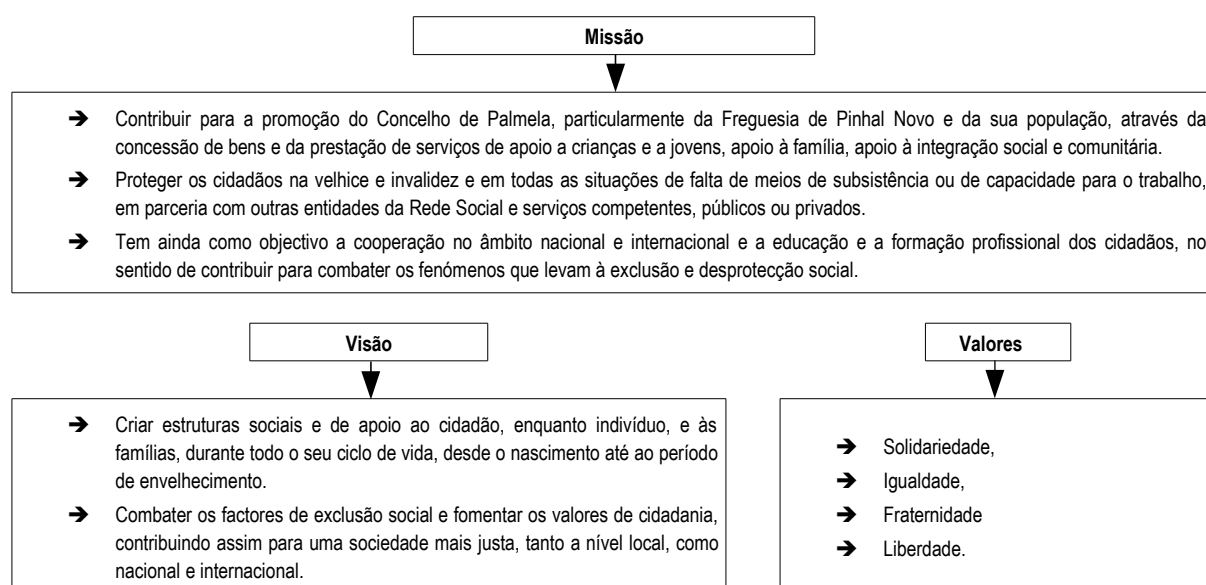 Missão
➔ Contribuir para a promoção do Concelho de Palmela, particularmente da Freguesia de Pinhal Novo e da sua população, através da
concessão de bens e da prestação de serviços de apoio a crianças e a jovens, apoio à família, apoio à integração social e comunitária.
➔ Proteger os cidadãos na velhice e invalidez e em todas as situações de falta de meios de subsistência ou de capacidade para o trabalho,
em parceria com outras entidades da Rede Social e serviços competentes, públicos ou privados.
➔ Tem ainda como objectivo a cooperação no âmbito nacional e internacional e a educação e a formação profissional dos cidadãos, no
sentido de contribuir para combater os fenómenos que levam à exclusão e desprotecção social.
Visão
➔ Criar estruturas sociais e de apoio ao cidadão, enquanto indivíduo, e às
famílias, durante todo o seu ciclo de vida, desde o nascimento até ao período
de envelhecimento.
➔ Combater os factores de exclusão social e fomentar os valores de cidadania,
contribuindo assim para uma sociedade mais justa, tanto a nível local, como
nacional e internacional.
Valores
➔ Solidariedade,
➔ Igualdade,
➔ Fraternidade
➔ Liberdade.